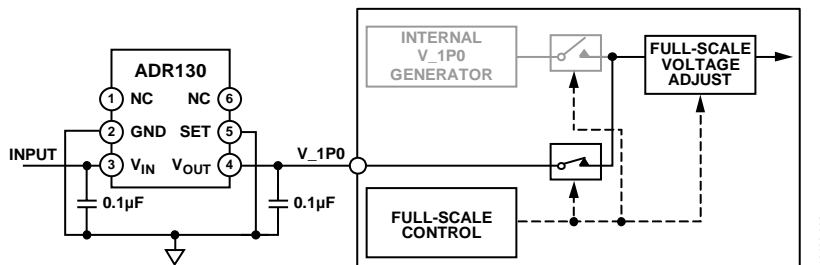 INTERNAL
V_1P0
GENERATOR
FULL-SCALE
VOLTAGE
ADJUST
ADR130
1 NC
NC 6
2 GND
SET 5
INPUT
3 VIN
VOUT 4
V_1P0
0.1µF
0.1µF
FULL-SCALE
CONTROL